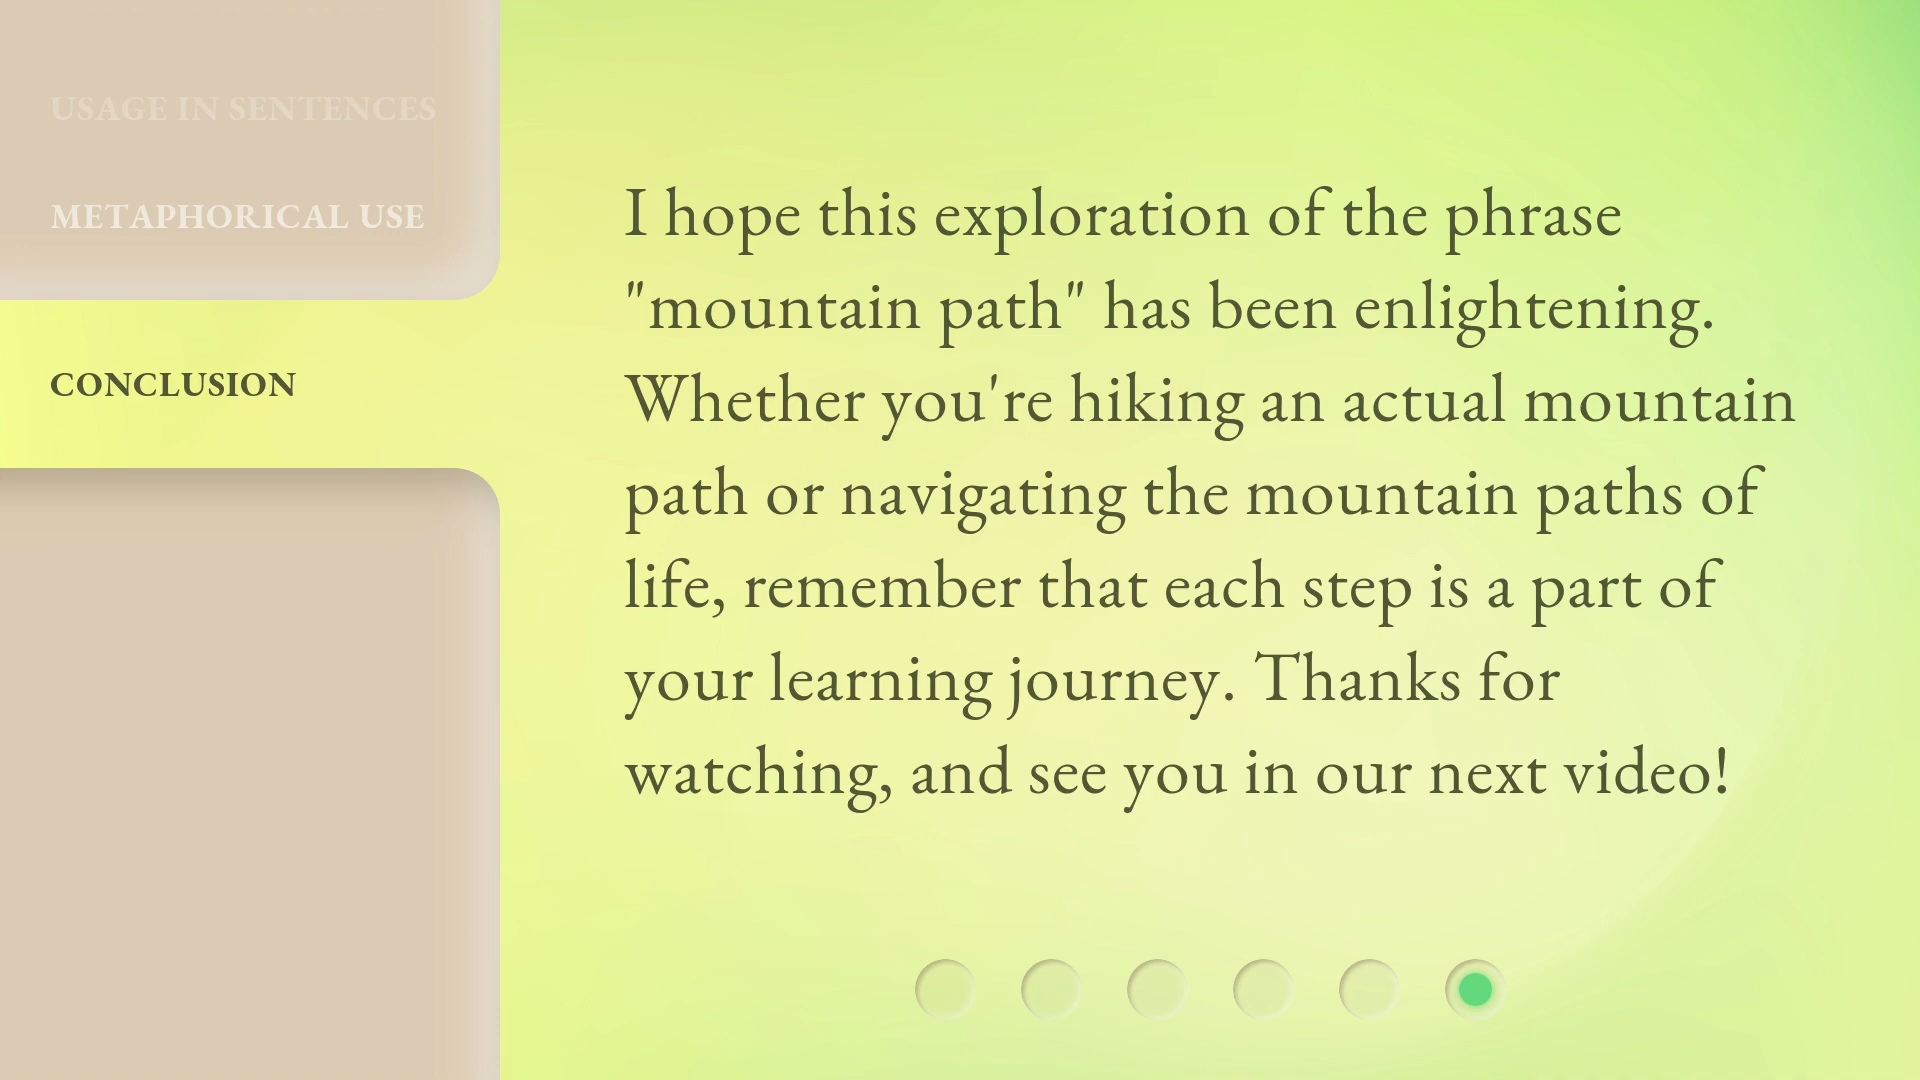 USAGE IN SENTENCES
METAPHORICAL USE
CONCLUSION
I hope this exploration of the phrase
"mountain path" has been enlightening.
Whether you're hiking an actual mountain
path or navigating the mountain paths of
life, remember that each step is a part of
your learning journey. Thanks for
watching, and see you in our next video!